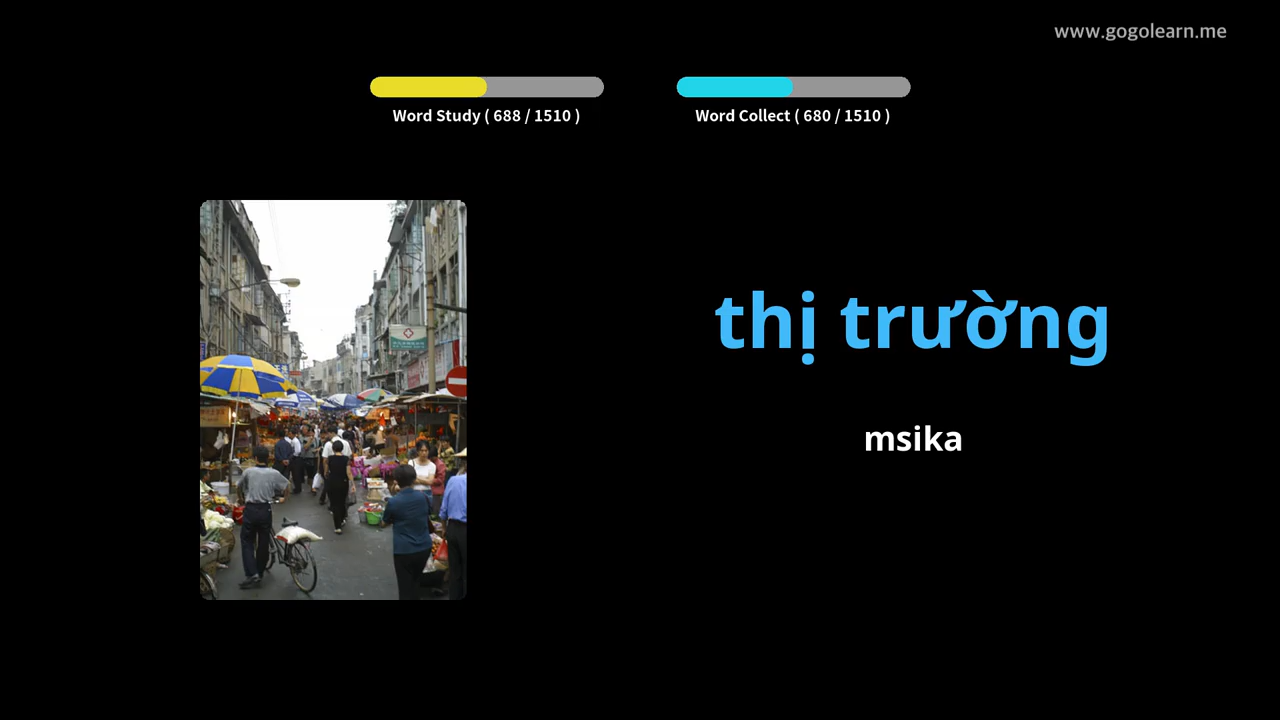 www.gogolearn.me
Word Study ( 688 / 1510 )
Word Collect ( 680 / 1510 )
thị trường
msika